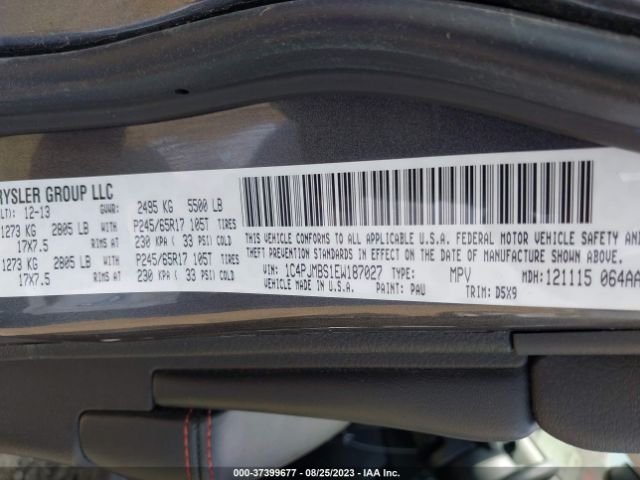 RYSLER GROUP LLC
LT): 12-13 GVWR: 2495 KG 5500 LB
1273 KG 2805 LB WITH P245/65R17 105T TIRES
17X7.5 RIMS AT 230 KPA ( 33 PSI) COLD
1273 KG 2805 LB WITH P245/65R17 105T TIRES
17X7.5 RIMS AT 230 KPA ( 33 PSI) COLD
THIS VEHICLE CONFORMS TO ALL APPLICABLE U.S.A. FEDERAL MOTOR VEHICLE SAFETY AND
THEFT PREVENTION STANDARDS IN EFFECT ON THE DATE OF MANUFACTURE SHOWN ABOVE.
VEHICLE MADE IN U.S.A.
VIN: 1C4PJMBS1EW187027 TYPE: MPV MDH: 121115 064AA
PAINT: PAU TRIM: D5X9
000-37399677 - 08/25/2023 - IAA Inc.